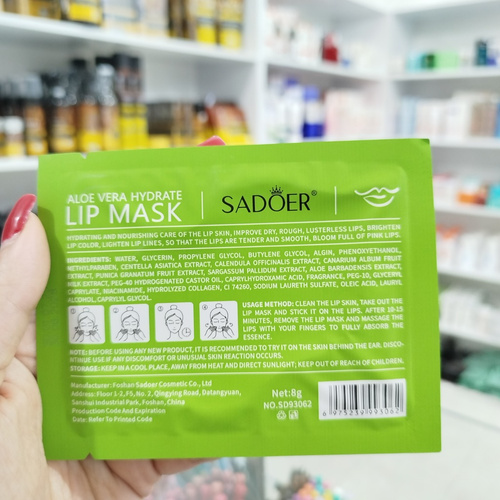 ALOE VERA HYDRATE
LIP MASK
SADOER®
HYDRATING AND NOURISHING CARE OF THE LIP SKIN, IMPROVE DRY, ROUGH, LUSTERLESS LIPS, BRIGHTEN
LIP COLOR, LIGHTEN LIP LINES, SO THAT THE LIPS ARE TENDER AND SMOOTH, BLOOM FULL OF PINK LIPS.
INGREDIENTS: WATER, GLYCERIN, PROPYLENE GLYCOL, BUTYLENE GLYCOL, ALGIN, PHENOXYETHANOL,
METHYLPARABEN, CENTELLA ASIATICA EXTRACT, CALENDULA OFFICINALIS EXTRACT, CANARIUM ALBUM FRUIT
EXTRACT, PUNICA GRANATUM FRUIT EXTRACT, SARGASSUM PALLIDUM EXTRACT, ALOE BARBADENSIS EXTRACT,
MILK EXTRACT, PEG-40 HYDROGENATED CASTOR OIL, CAPRYLHYDROXAMIC ACID, FRAGRANCE, PEG-10, GLYCERYL
CAPRYLATE, NIACINAMIDE, HYDROLYZED COLLAGEN, CI 74260, SODIUM LAURETH SULFATE, OLEIC ACID, LAURYL
ALCOHOL, CAPRYLYL GLYCOL.
1
2
3
4
USAGE METHOD: CLEAN THE LIP SKIN, TAKE OUT THE
LIP MASK AND STICK IT ON THE LIPS. AFTER 10-15
MINUTES, REMOVE THE LIP MASK AND MASSAGE THE
LIPS WITH YOUR FINGERS TO FULLY ABSORB THE
ESSENCE.
NOTE: BEFORE USING ANY NEW PRODUCT, IT IS RECOMMENDED TO TRY IT ON THE SKIN BEHIND THE EAR. DISCO-
NTINUE USE IF ANY DISCOMFORT OR UNUSUAL SKIN REACTION OCCURS.
STORAGE: KEEP IN A COOL PLACE, AWAY FROM HEAT AND DIRECT SUNLIGHT; KEEP OUT OF REACH OF CHILDREN.
Manufacturer: Foshan Sadoer Cosmetic Co., Ltd
Address: Floor 1-2, F5, No. 2. Qingying Road, Datangyuan,
Sanshui Industrial Park, Foshan, China
Production Code And Expiration
Date: Refer To Printed Code
Net:8g
NO.SD93062
6 975259 993062